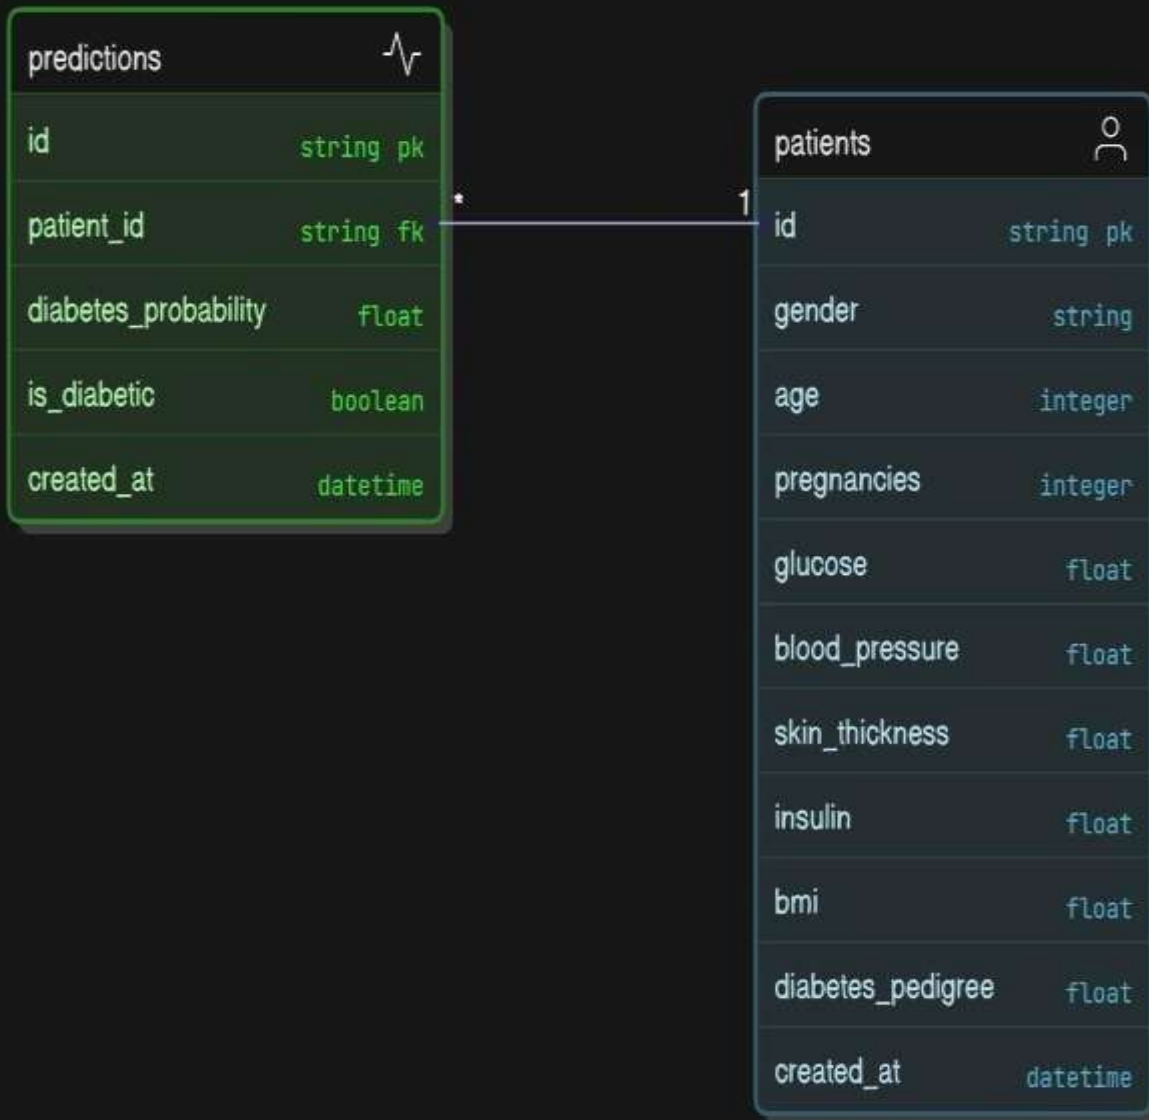 predictions
id string pk
patient_id string fk
diabetes_probability float
is_diabetic boolean
created_at datetime
* 1
patients
id string pk
gender string
age integer
pregnancies integer
glucose float
blood_pressure float
skin_thickness float
insulin float
bmi float
diabetes_pedigree float
created_at datetime